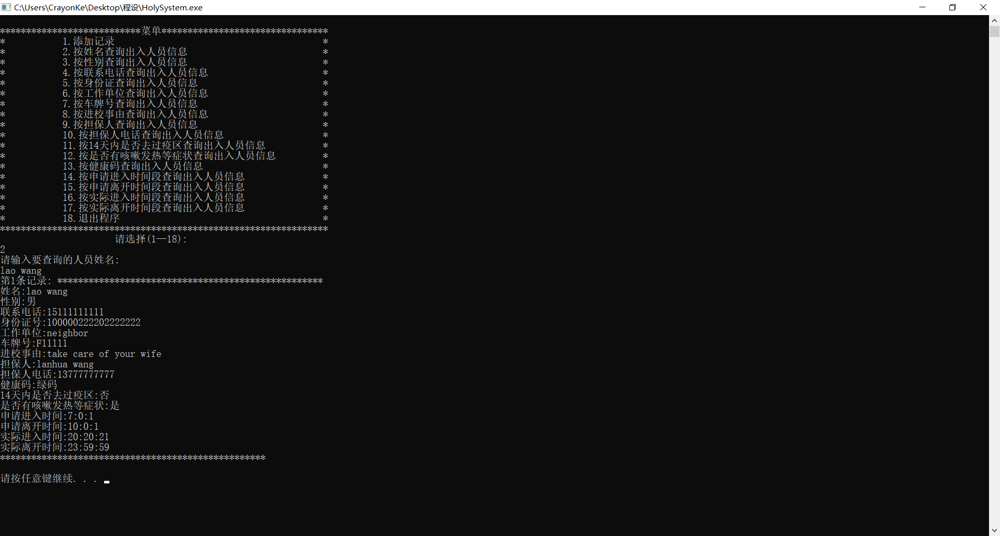 C:\Users\CrayonKe\Desktop\程设\HolySystem.exe
***************************菜单********************************
* 1.添加记录 *
* 2.按姓名查询出入人员信息 *
* 3.按性别查询出入人员信息 *
* 4.按联系电话查询出入人员信息 *
* 5.按身份证查询出入人员信息 *
* 6.按工作单位查询出入人员信息 *
* 7.按车牌号查询出入人员信息 *
* 8.按进校事由查询出入人员信息 *
* 9.按担保人查询出入人员信息 *
* 10.按担保人电话查询出入人员信息 *
* 11.按14天内是否去过疫区查询出入人员信息 *
* 12.按是否有咳嗽发热等症状查询出入人员信息 *
* 13.按健康码查询出入人员信息 *
* 14.按申请进入时间段查询出入人员信息 *
* 15.按申请离开时间段查询出入人员信息 *
* 16.按实际进入时间段查询出入人员信息 *
* 17.按实际离开时间段查询出入人员信息 *
* 18.退出程序 *
***************************************************************
请选择(1—18):
2
请输入要查询的人员姓名:
lao wang
第1条记录: ***************************************************
姓名:lao wang
性别:男
联系电话:15111111111
身份证号:100000222202222222
工作单位:neighbor
车牌号:F11111
进校事由:take care of your wife
担保人:lanhua wang
担保人电话:13777777777
健康码:绿码
14天内是否去过疫区:否
是否有咳嗽发热等症状:是
申请进入时间:7:0:1
申请离开时间:10:0:1
实际进入时间:20:20:21
实际离开时间:23:59:59
***************************************************
请按任意键继续. . .